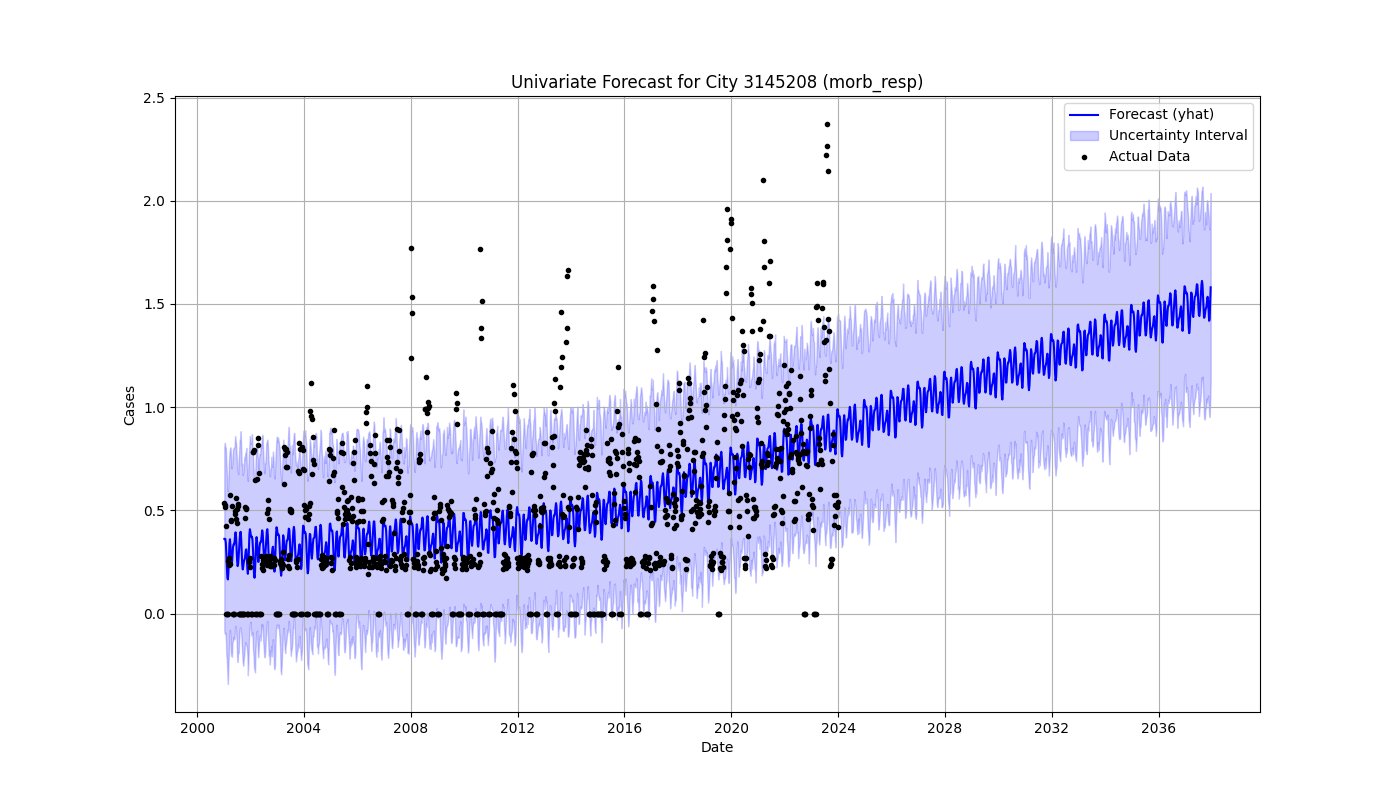 Univariate Forecast for City 3145208 (morb_resp)
Forecast (yhat)
Uncertainty Interval
Actual Data
Cases
2.5
2.0
1.5
1.0
0.5
0.0
2000 2004 2008 2012 2016 2020 2024 2028 2032 2036
Date